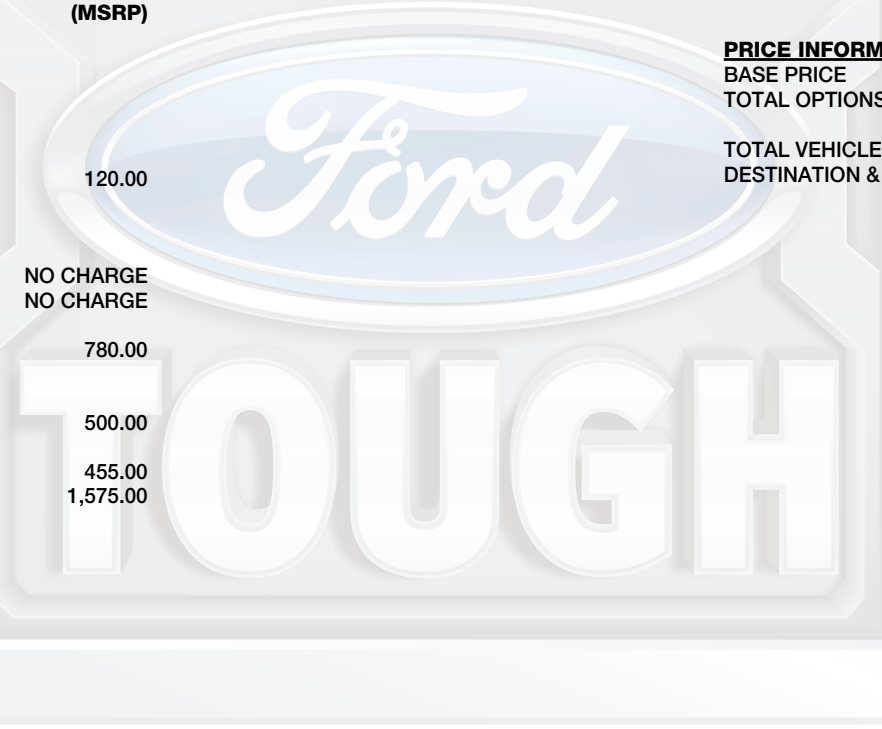 (MSRP)
120.00
NO CHARGE
NO CHARGE
780.00
500.00
455.00
1,575.00
PRICE INFORM
BASE PRICE
TOTAL OPTIONS
TOTAL VEHICLE
DESTINATION &
Ford
TOUGH